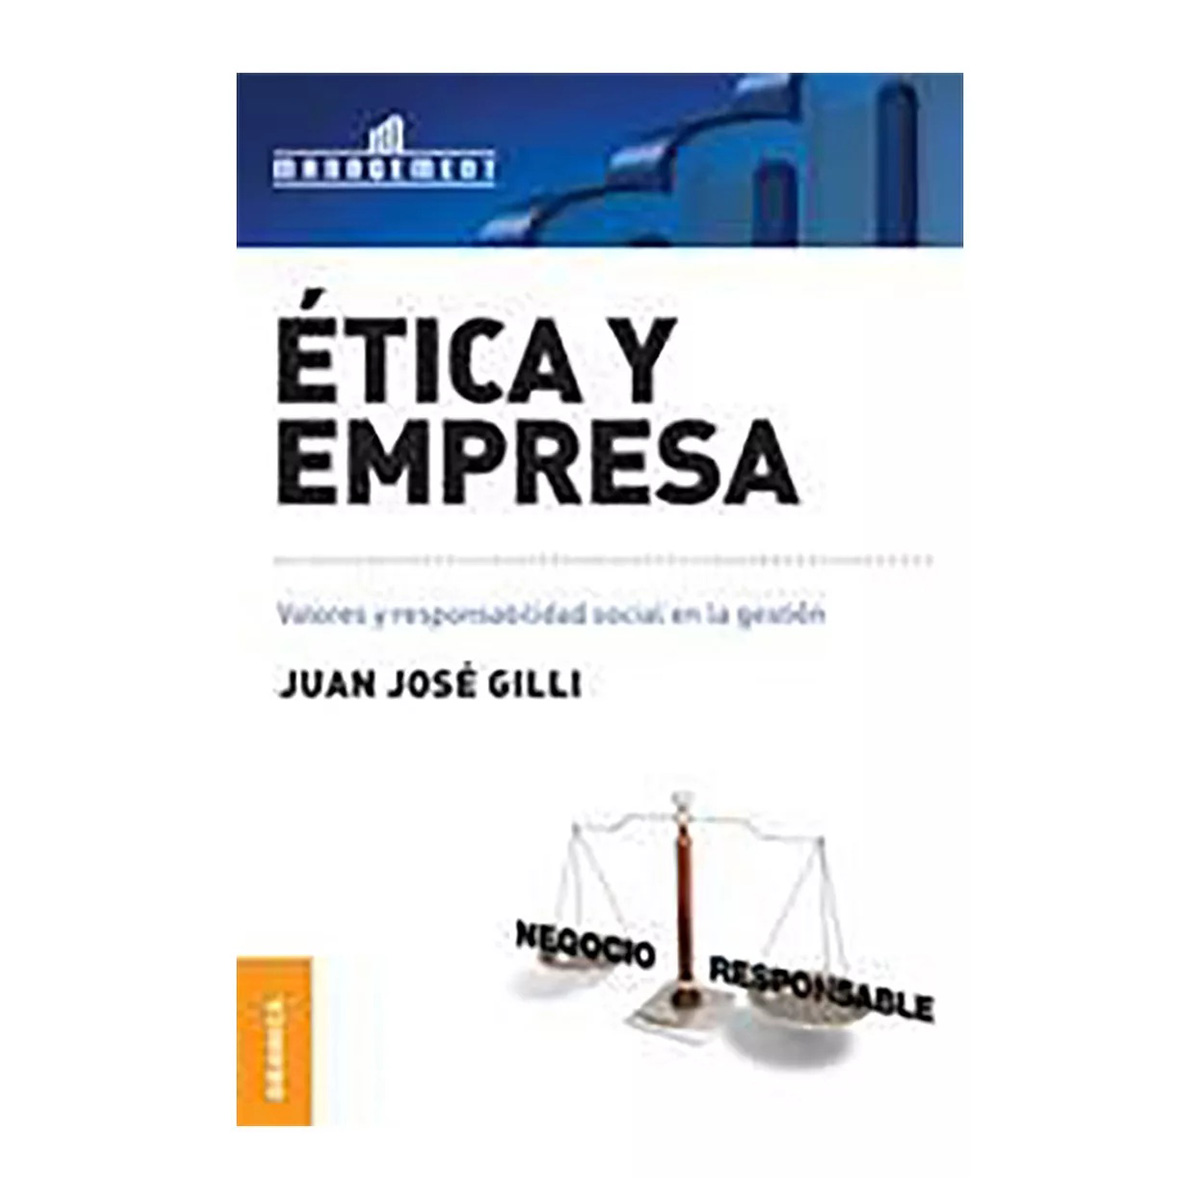 MANAGEMENT
ÉTICA Y
EMPRESA
Valores y responsabilidad social en la gestión
JUAN JOSÉ GILLI
NEGOCIO
RESPONSABLE
GRANICA